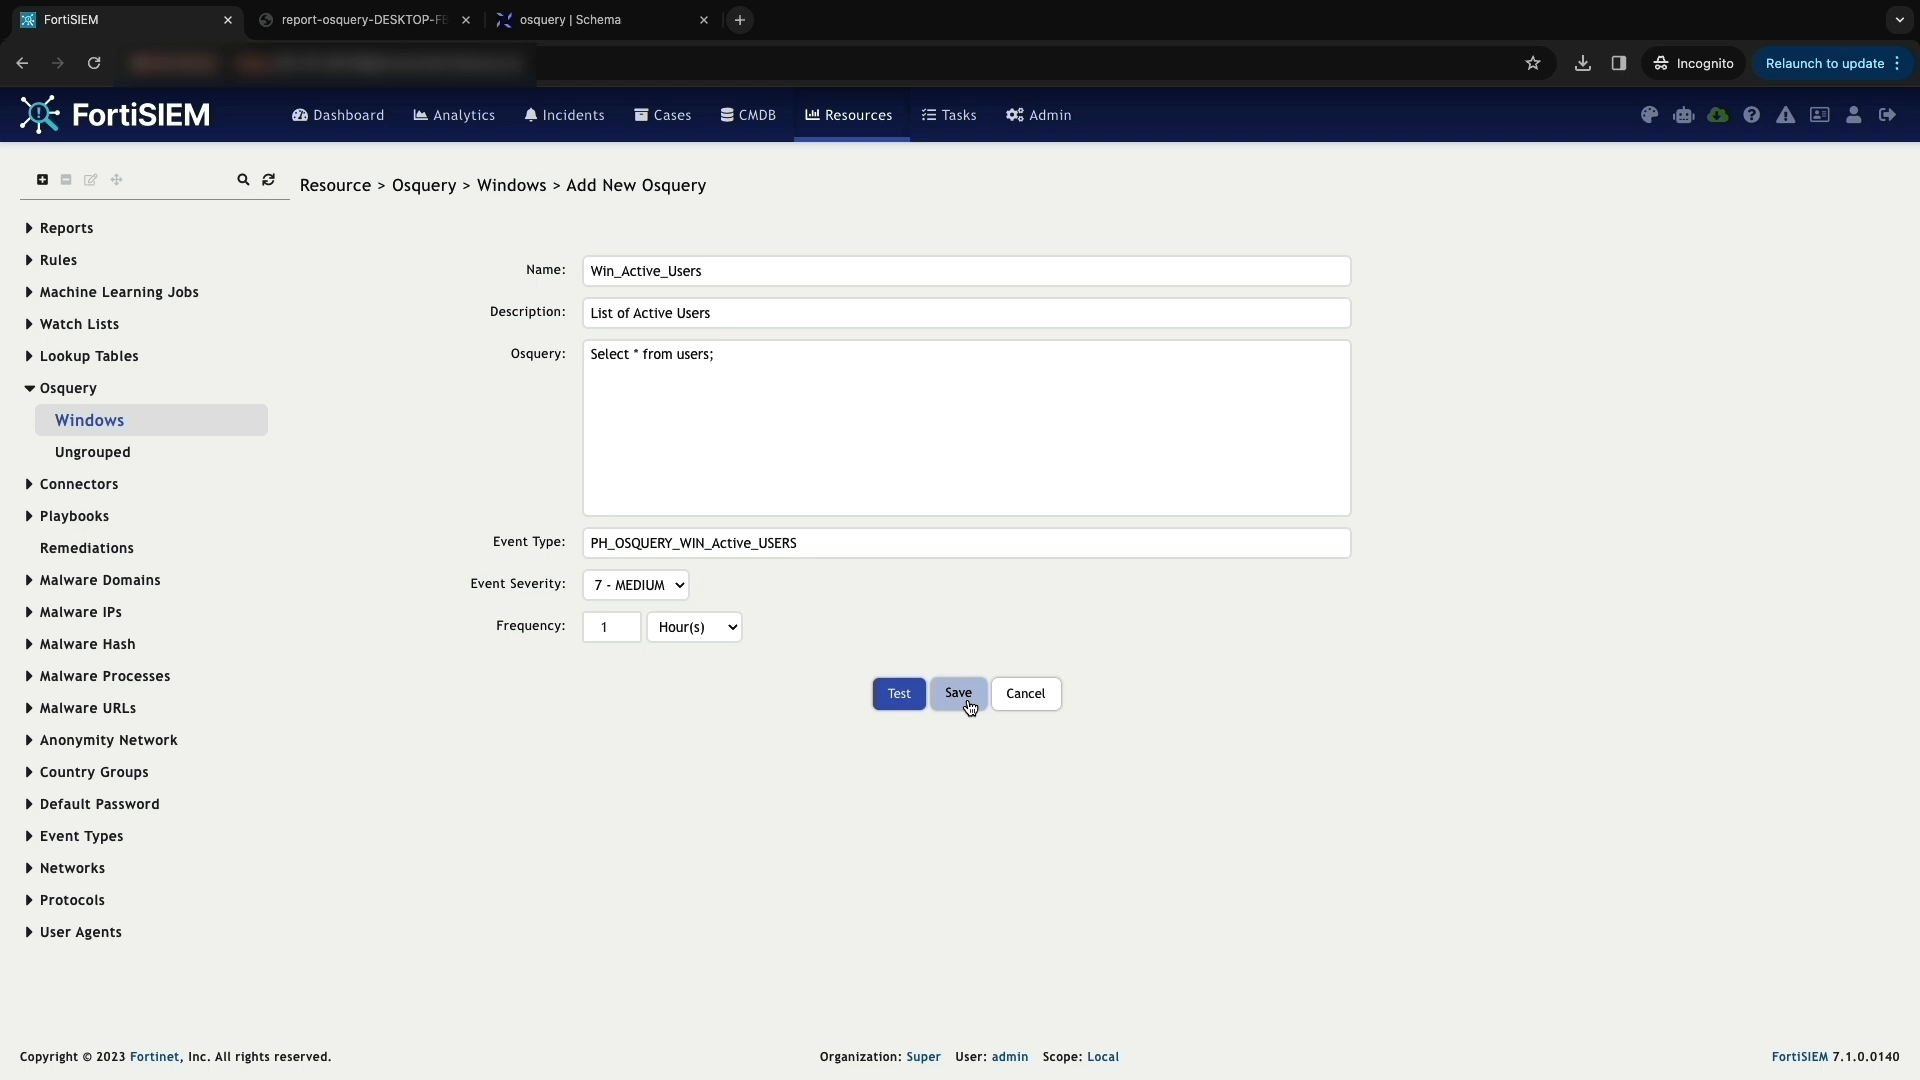 FortiSIEM
report-osquery-DESKTOP-FE
osquery | Schema
Incognito
Relaunch to update
FortiSIEM
Dashboard
Analytics
Incidents
Cases
CMDB
Resources
Tasks
Admin
Resource > Osquery > Windows > Add New Osquery
Reports
Rules
Machine Learning Jobs
Watch Lists
Lookup Tables
Osquery
Windows
Ungrouped
Connectors
Playbooks
Remediations
Malware Domains
Malware IPs
Malware Hash
Malware Processes
Malware URLs
Anonymity Network
Country Groups
Default Password
Event Types
Networks
Protocols
User Agents
Name: Win_Active_Users
Description: List of Active Users
Osquery: Select * from users;
Event Type: PH_OSQUERY_WIN_Active_USERS
Event Severity: 7 - MEDIUM
Frequency: 1 Hour(s)
Test Save Cancel
Copyright © 2023 Fortinet, Inc. All rights reserved.
Organization: Super User: admin Scope: Local
FortiSIEM 7.1.0.0140